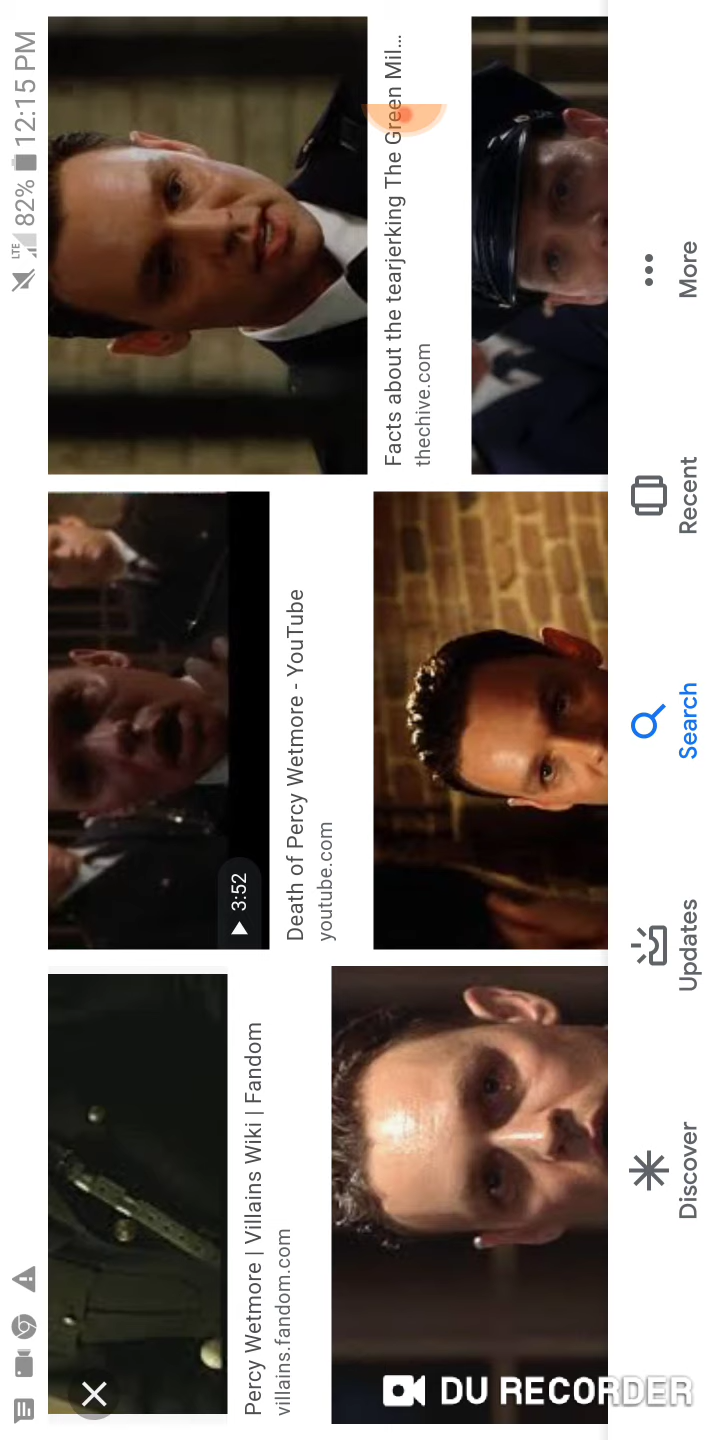 LTE 82% 12:15 PM
Percy Wetmore | Villains Wiki | Fandom
villains.fandom.com
3:52
Death of Percy Wetmore - YouTube
youtube.com
Facts about the tearjerking The Green Mil...
thechive.com
DU RECORDER
Discover
Updates
Search
Recent
More